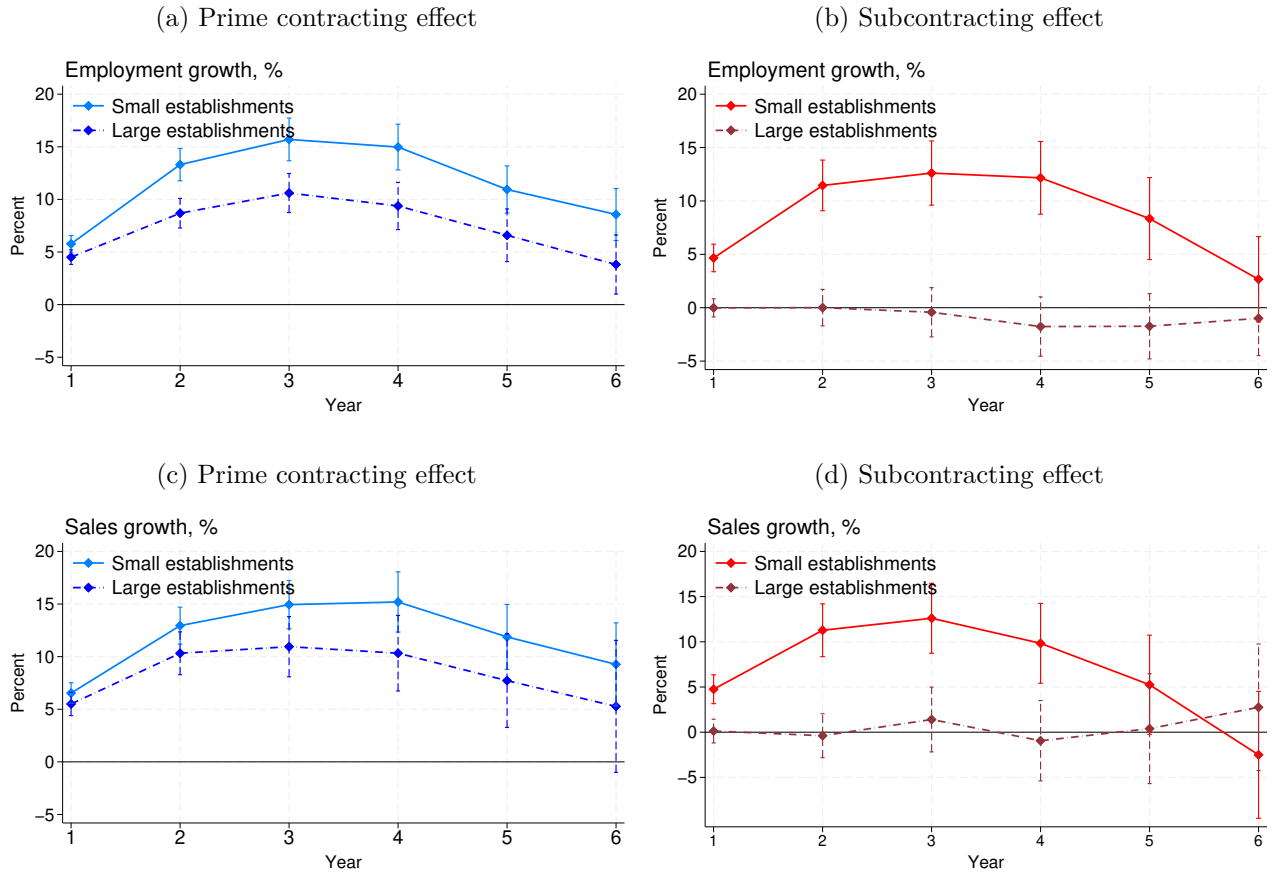 (a) Prime contracting effect
Employment growth, %
Small establishments
Large establishments
Percent
20
15
10
5
0
−5
1 2 3 4 5 6
Year
(b) Subcontracting effect
Employment growth, %
Small establishments
Large establishments
Percent
20
15
10
5
0
−5
1 2 3 4 5 6
Year
(c) Prime contracting effect
Sales growth, %
Small establishments
Large establishments
Percent
20
15
10
5
0
−5
1 2 3 4 5 6
Year
(d) Subcontracting effect
Sales growth, %
Small establishments
Large establishments
Percent
20
15
10
5
0
−5
1 2 3 4 5 6
Year